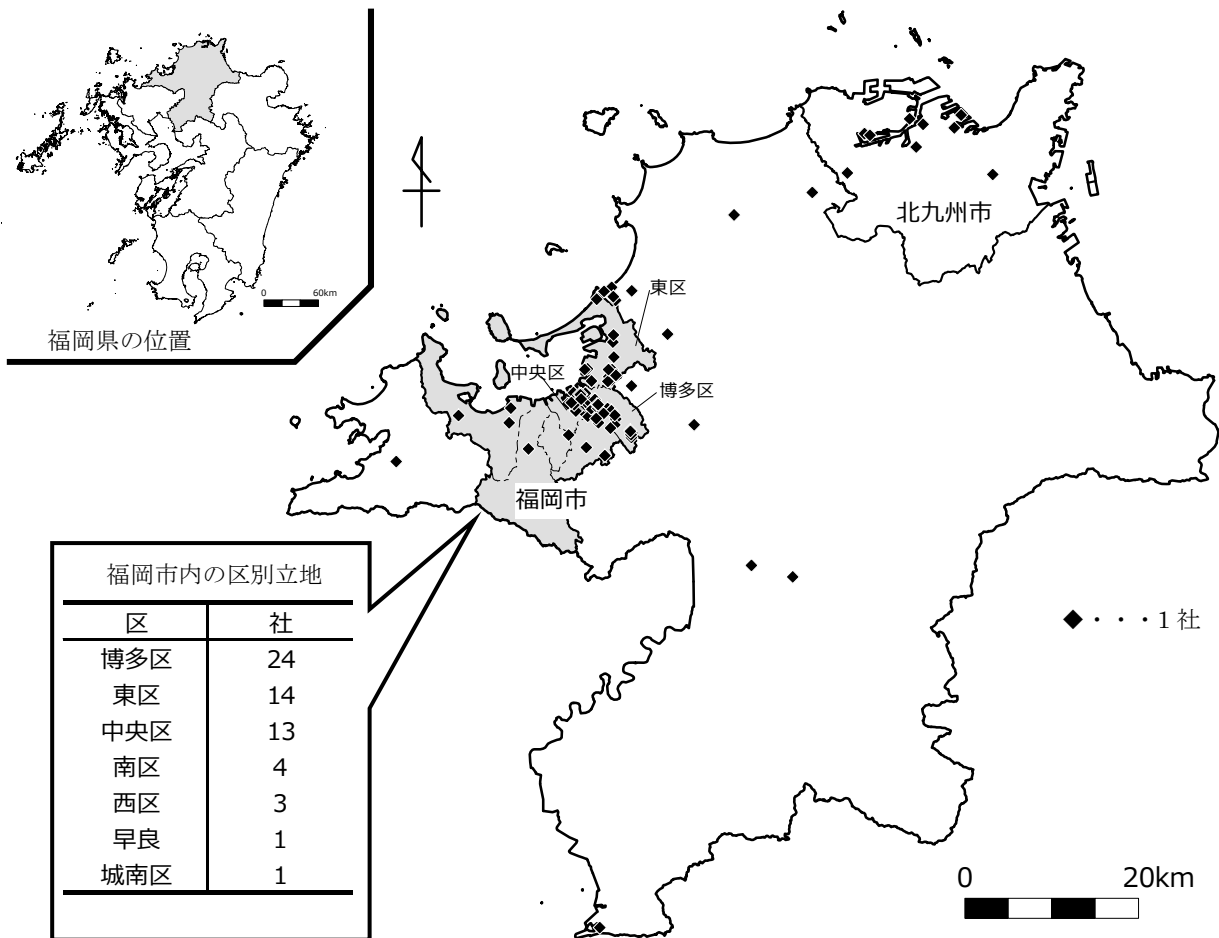 0 60km
福岡県の位置
北九州市
東区
中央区
博多区
福岡市
福岡市内の区別立地
区 社
博多区 24
東区 14
中央区 13
南区 4
西区 3
早良 1
城南区 1
◆・・・1社
0 20km